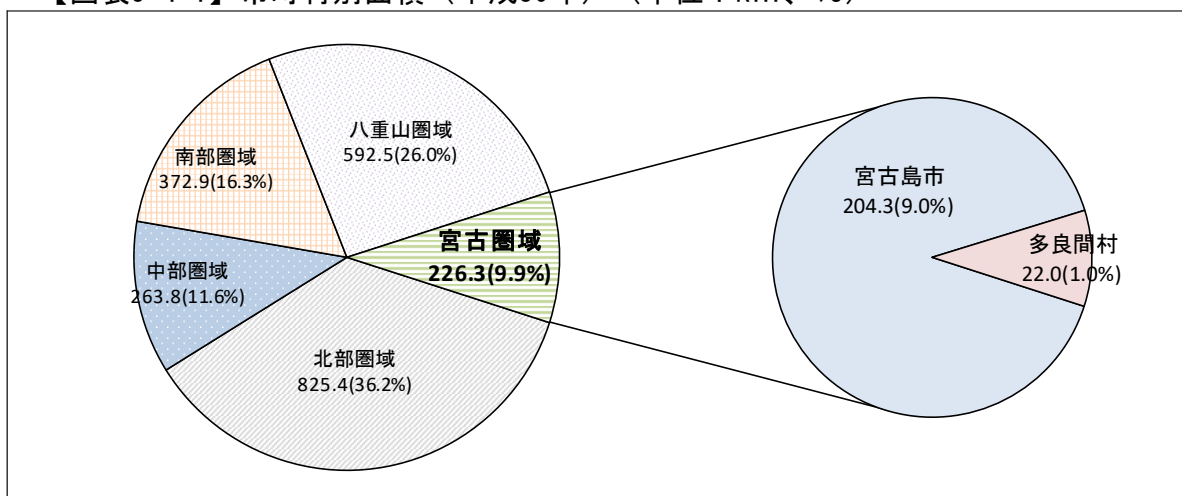 八重山圏域
592.5(26.0%)
南部圏域
372.9(16.3%)
宮古圏域
226.3(9.9%)
中部圏域
263.8(11.6%)
北部圏域
825.4(36.2%)
宮古島市
204.3(9.0%)
多良間村
22.0(1.0%)